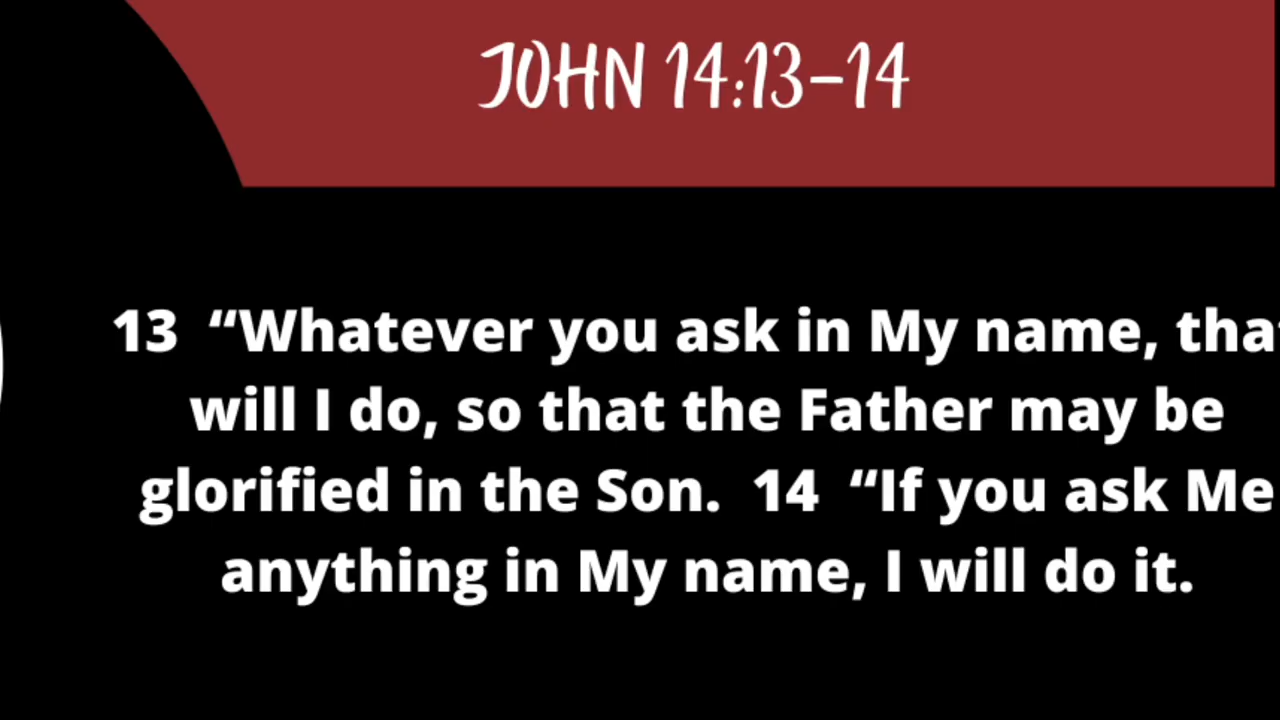 JOHN 14:13-14
13 “Whatever you ask in My name, tha
will I do, so that the Father may be
glorified in the Son. 14 “If you ask Me
anything in My name, I will do it.